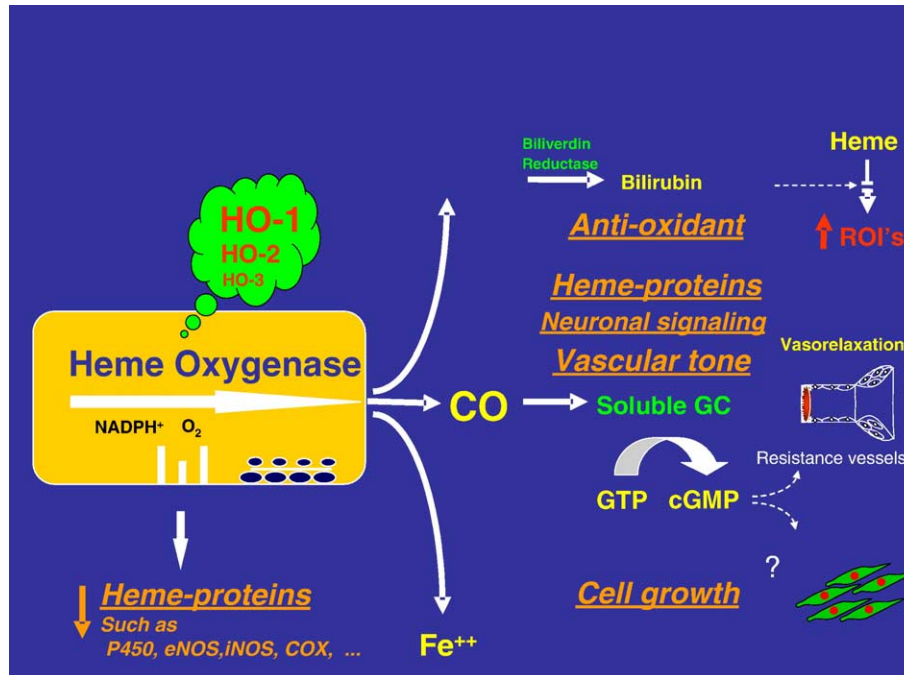 HO-1
HO-2
HO-3
Heme Oxygenase
NADPH+ O2
Heme-proteins
Such as
P450, eNOS,iNOS, COX, ...
Biliverdin
Reductase
Bilirubin
Heme
ROI's
Anti-oxidant
Heme-proteins
Neuronal signaling
Vascular tone
CO
Soluble GC
Vasorelaxation
Resistance vessels
GTP cGMP
?
Cell growth
Fe++